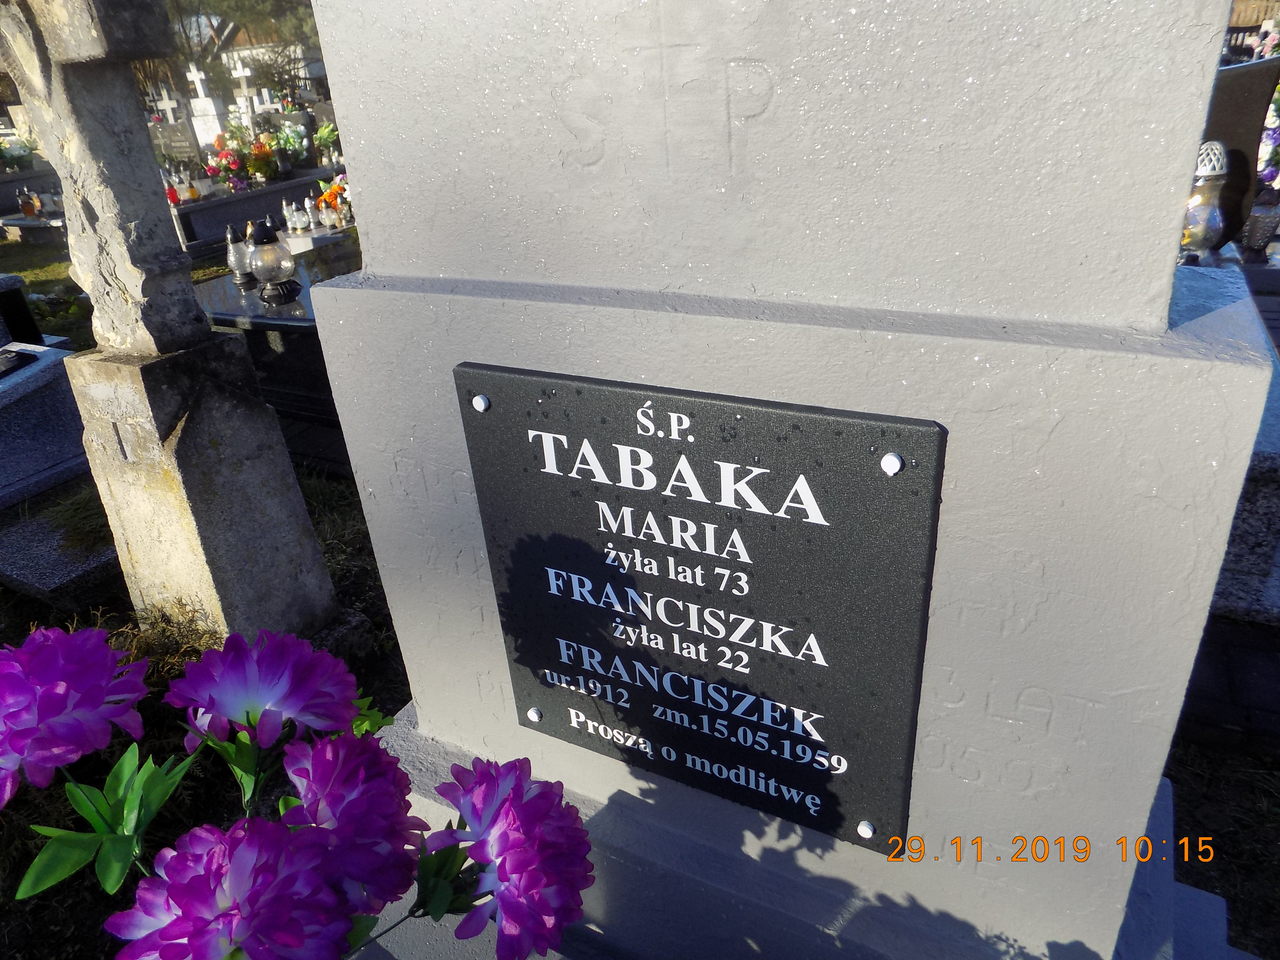 S P
Ś.P.
TABAKA
MARIA
żyła lat 73
FRANCISZKA
żyła lat 22
FRANCISZEK
ur.1912 zm.15.05.1959
Proszą o modlitwę
29.11.2019 10:15